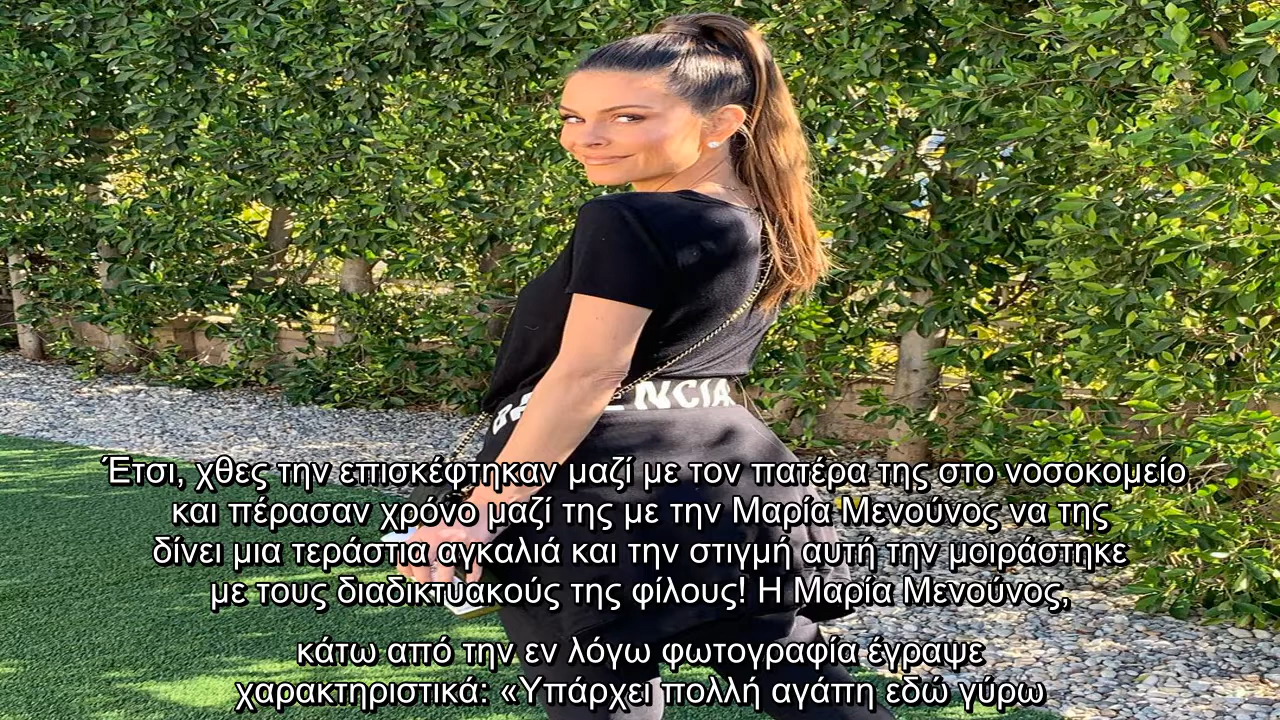 Έτσι, χθες την επισκέφτηκαν μαζί με τον πατέρα της στο νοσοκομείο
και πέρασαν χρόνο μαζί της με την Μαρία Μενούνος να της
δίνει μια τεράστια αγκαλιά και την στιγμή αυτή την μοιράστηκε
με τους διαδικτυακούς της φίλους! Η Μαρία Μενούνος,
κάτω από την εν λόγω φωτογραφία έγραψε
χαρακτηριστικά: «Υπάρχει πολλή αγάπη εδώ γύρω